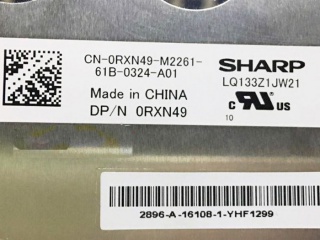 CN-0RXN49-M2261-
61B-0324-A01
Made in CHINA
DP/N 0RXN49
SHARP
LQ133Z1JW21
c RU US
10
2896-A-16108-1-YHF1299